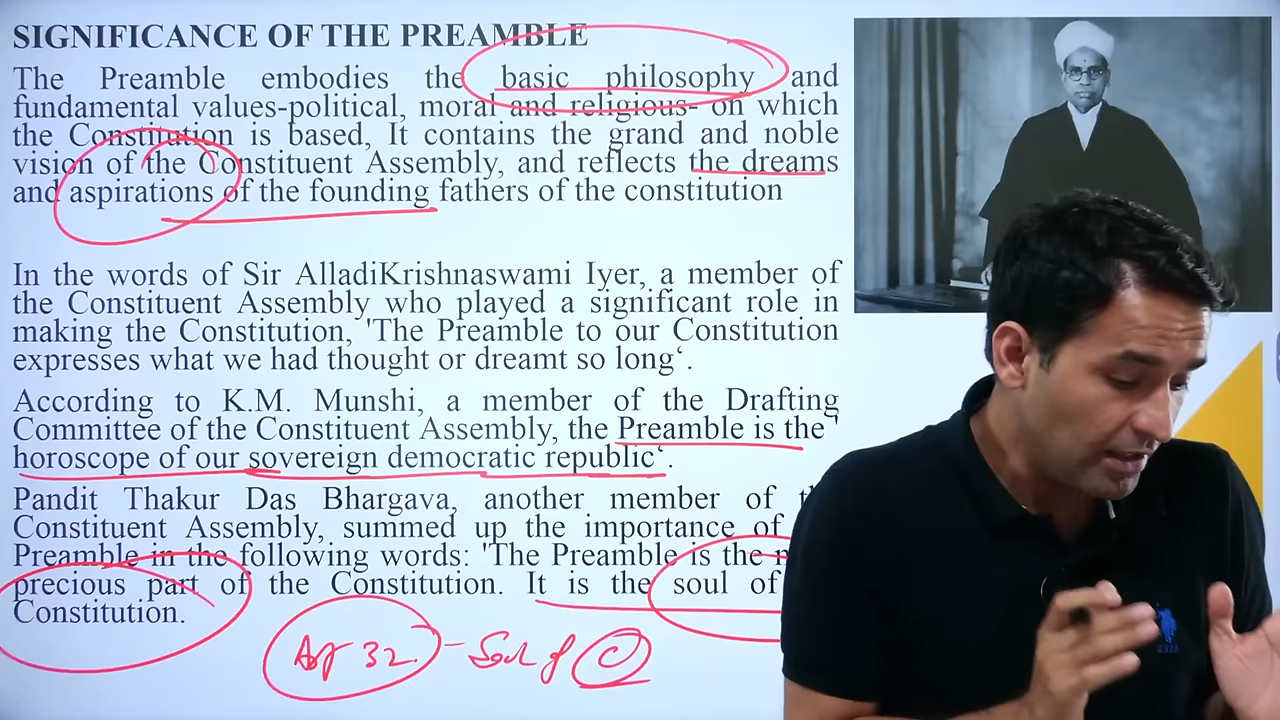 SIGNIFICANCE OF THE PREAMBLE
The Preamble embodies the basic philosophy and
fundamental values-political, moral and religious- on which
the Constitution is based, It contains the grand and noble
vision of the Constituent Assembly, and reflects the dreams
and aspirations of the founding fathers of the constitution
In the words of Sir AlladiKrishnaswami Iyer, a member of
the Constituent Assembly who played a significant role in
making the Constitution, 'The Preamble to our Constitution
expresses what we had thought or dreamt so long‘.
According to K.M. Munshi, a member of the Drafting
Committee of the Constituent Assembly, the Preamble is the'
horoscope of our sovereign democratic republic‘.
Pandit Thakur Das Bhargava, another member of
Constituent Assembly, summed up the importance of
Preamble in the following words: 'The Preamble is the
precious part of the Constitution. It is the soul of
Constitution.
32 - Soul of C